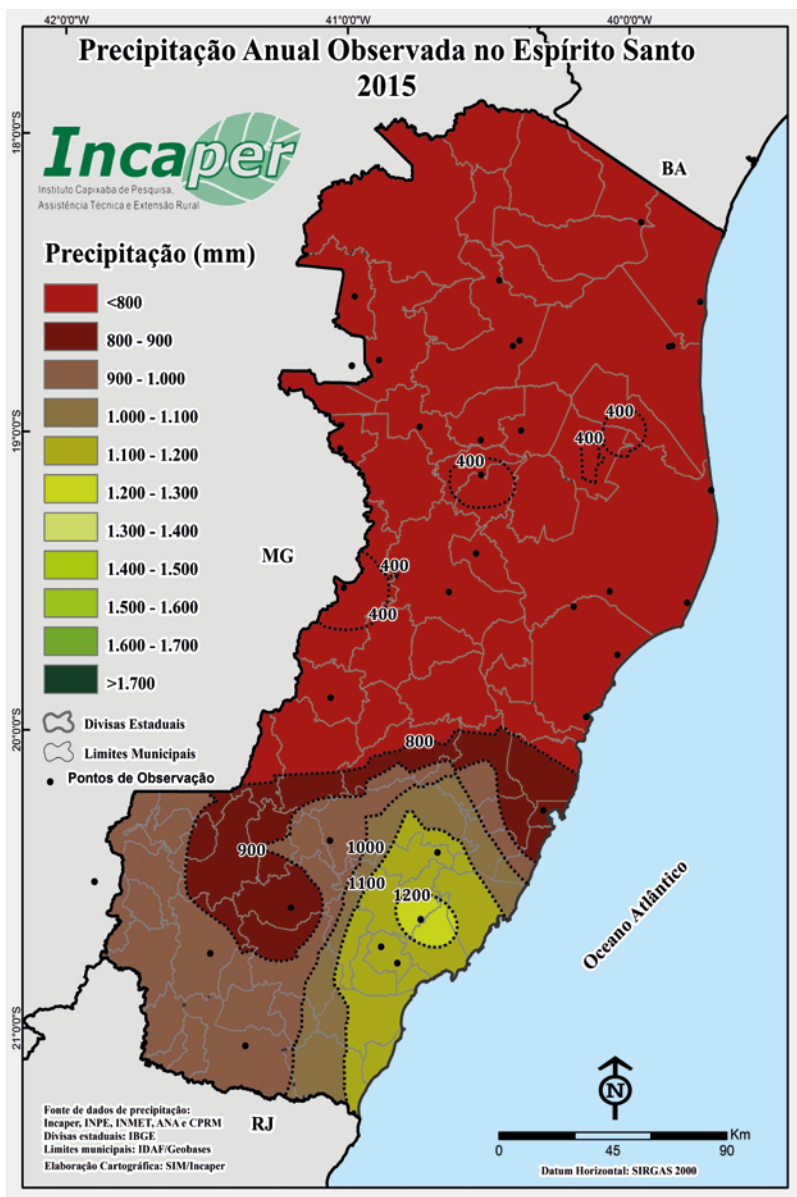 42°0'0"S
41°0'0"O
40°0'0"O
Precipitação Anual Observada no Espírito Santo
2015
18°0'0"S
Incaper
Instituto Capixaba de Pesquisa,
Assistência Técnica e Extensão Rural
BA
Precipitação (mm)
<800
800 - 900
900 - 1.000
1.000 - 1.100
1.100 - 1.200
1.200 - 1.300
1.300 - 1.400
1.400 - 1.500
1.500 - 1.600
1.600 - 1.700
>1.700
Divisas Estaduais
Limites Municipais
Pontos de Observação
19°0'0"S
400
400
400
MG
400
400
20°0'0"S
800
900
1000
1100
1200
Oceano Atlântico
21°0'0"S
N
Fonte de dados de precipitação:
Incaper, INPE, INMET, ANA e CPRM
Divisas estaduais: IBGE
Limites municipais: IDAF/Geobases
Elaboração Cartográfica: SIM/Incaper
RJ
Km
0 45 90
Datum Horizontal: SIRGAS 2000